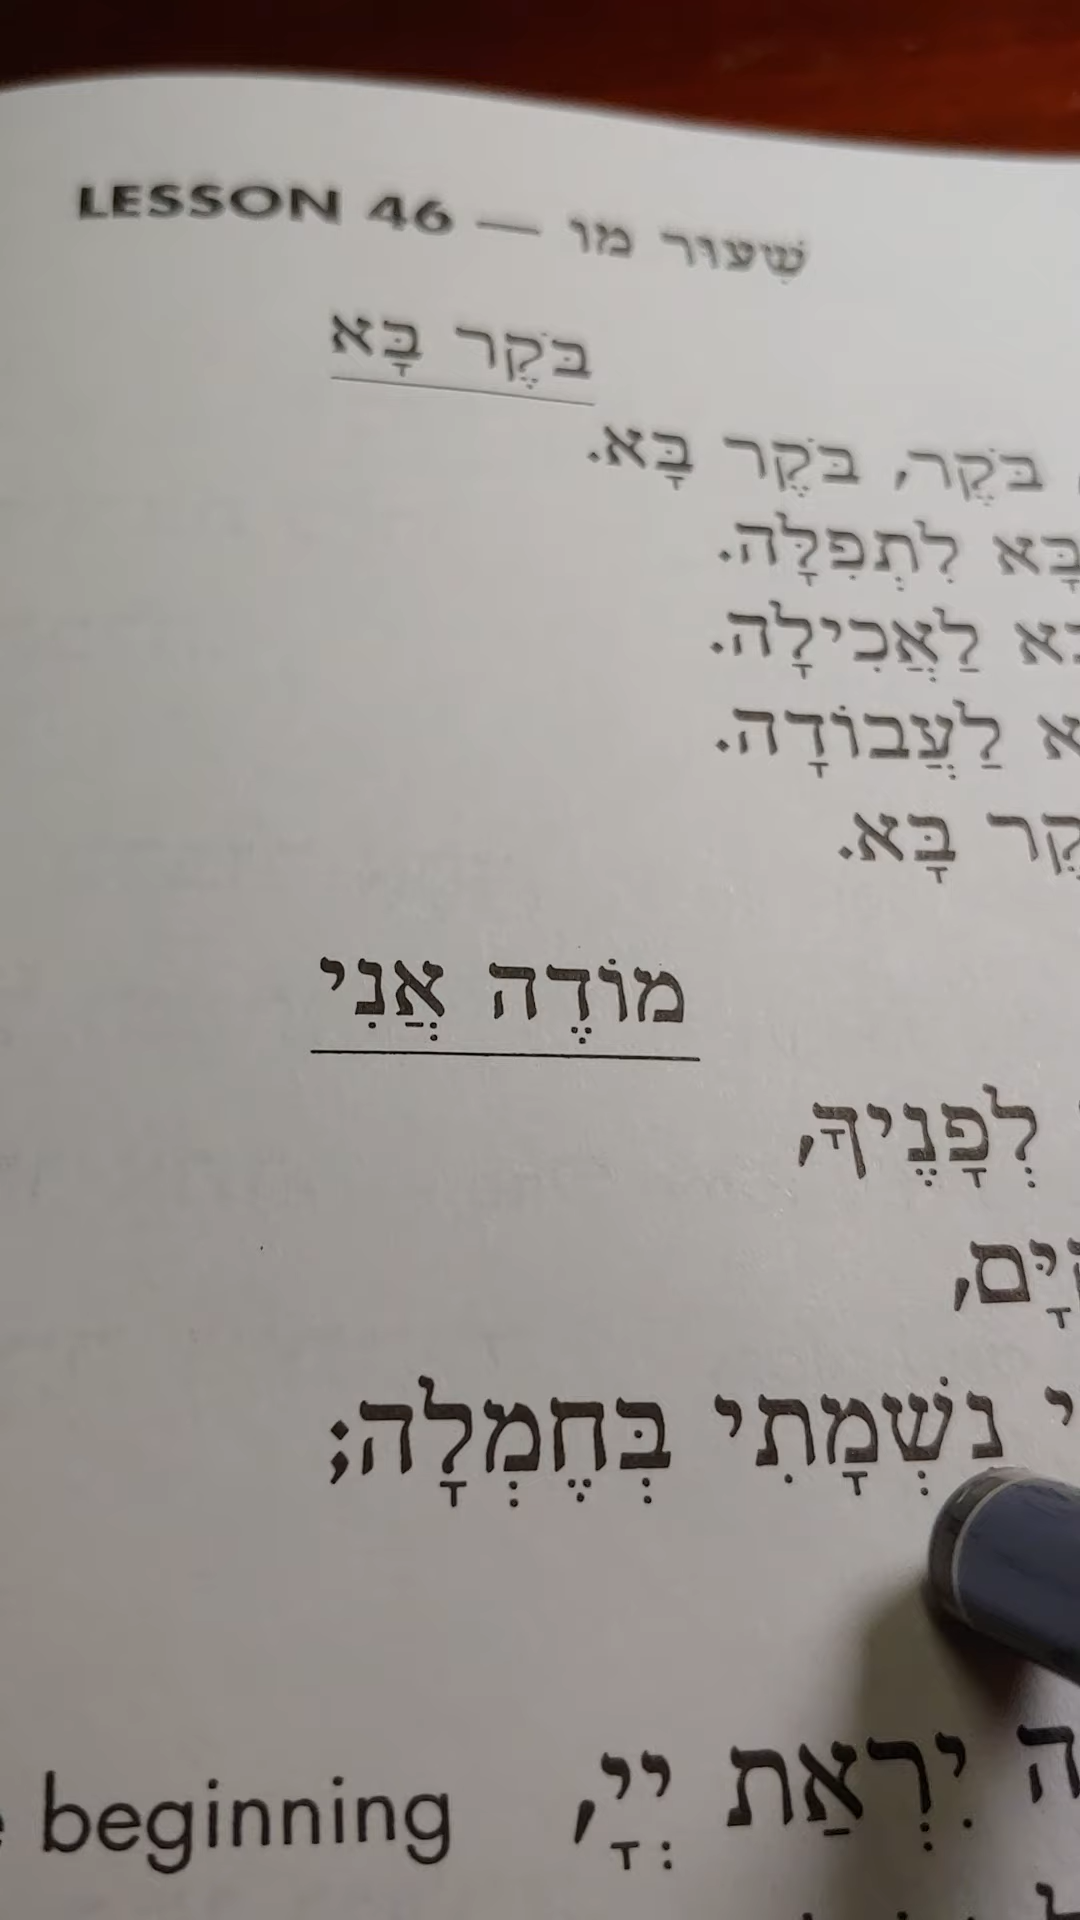 LESSON 46 — שִׁעוּר מו
בֹּקֶר בָּא
בֹּקֶר, בֹּקֶר בָּא.
בָּא לִתְפִלָּה.
לַאֲכִילָה.
לַעֲבוֹדָה.
בָּא.
מוֹדֶה אֲנִי
לְפָנֶיךָ,
נִשְׁמָתִי בְּחֶמְלָה;
beginning יִרְאַת יְיָ,